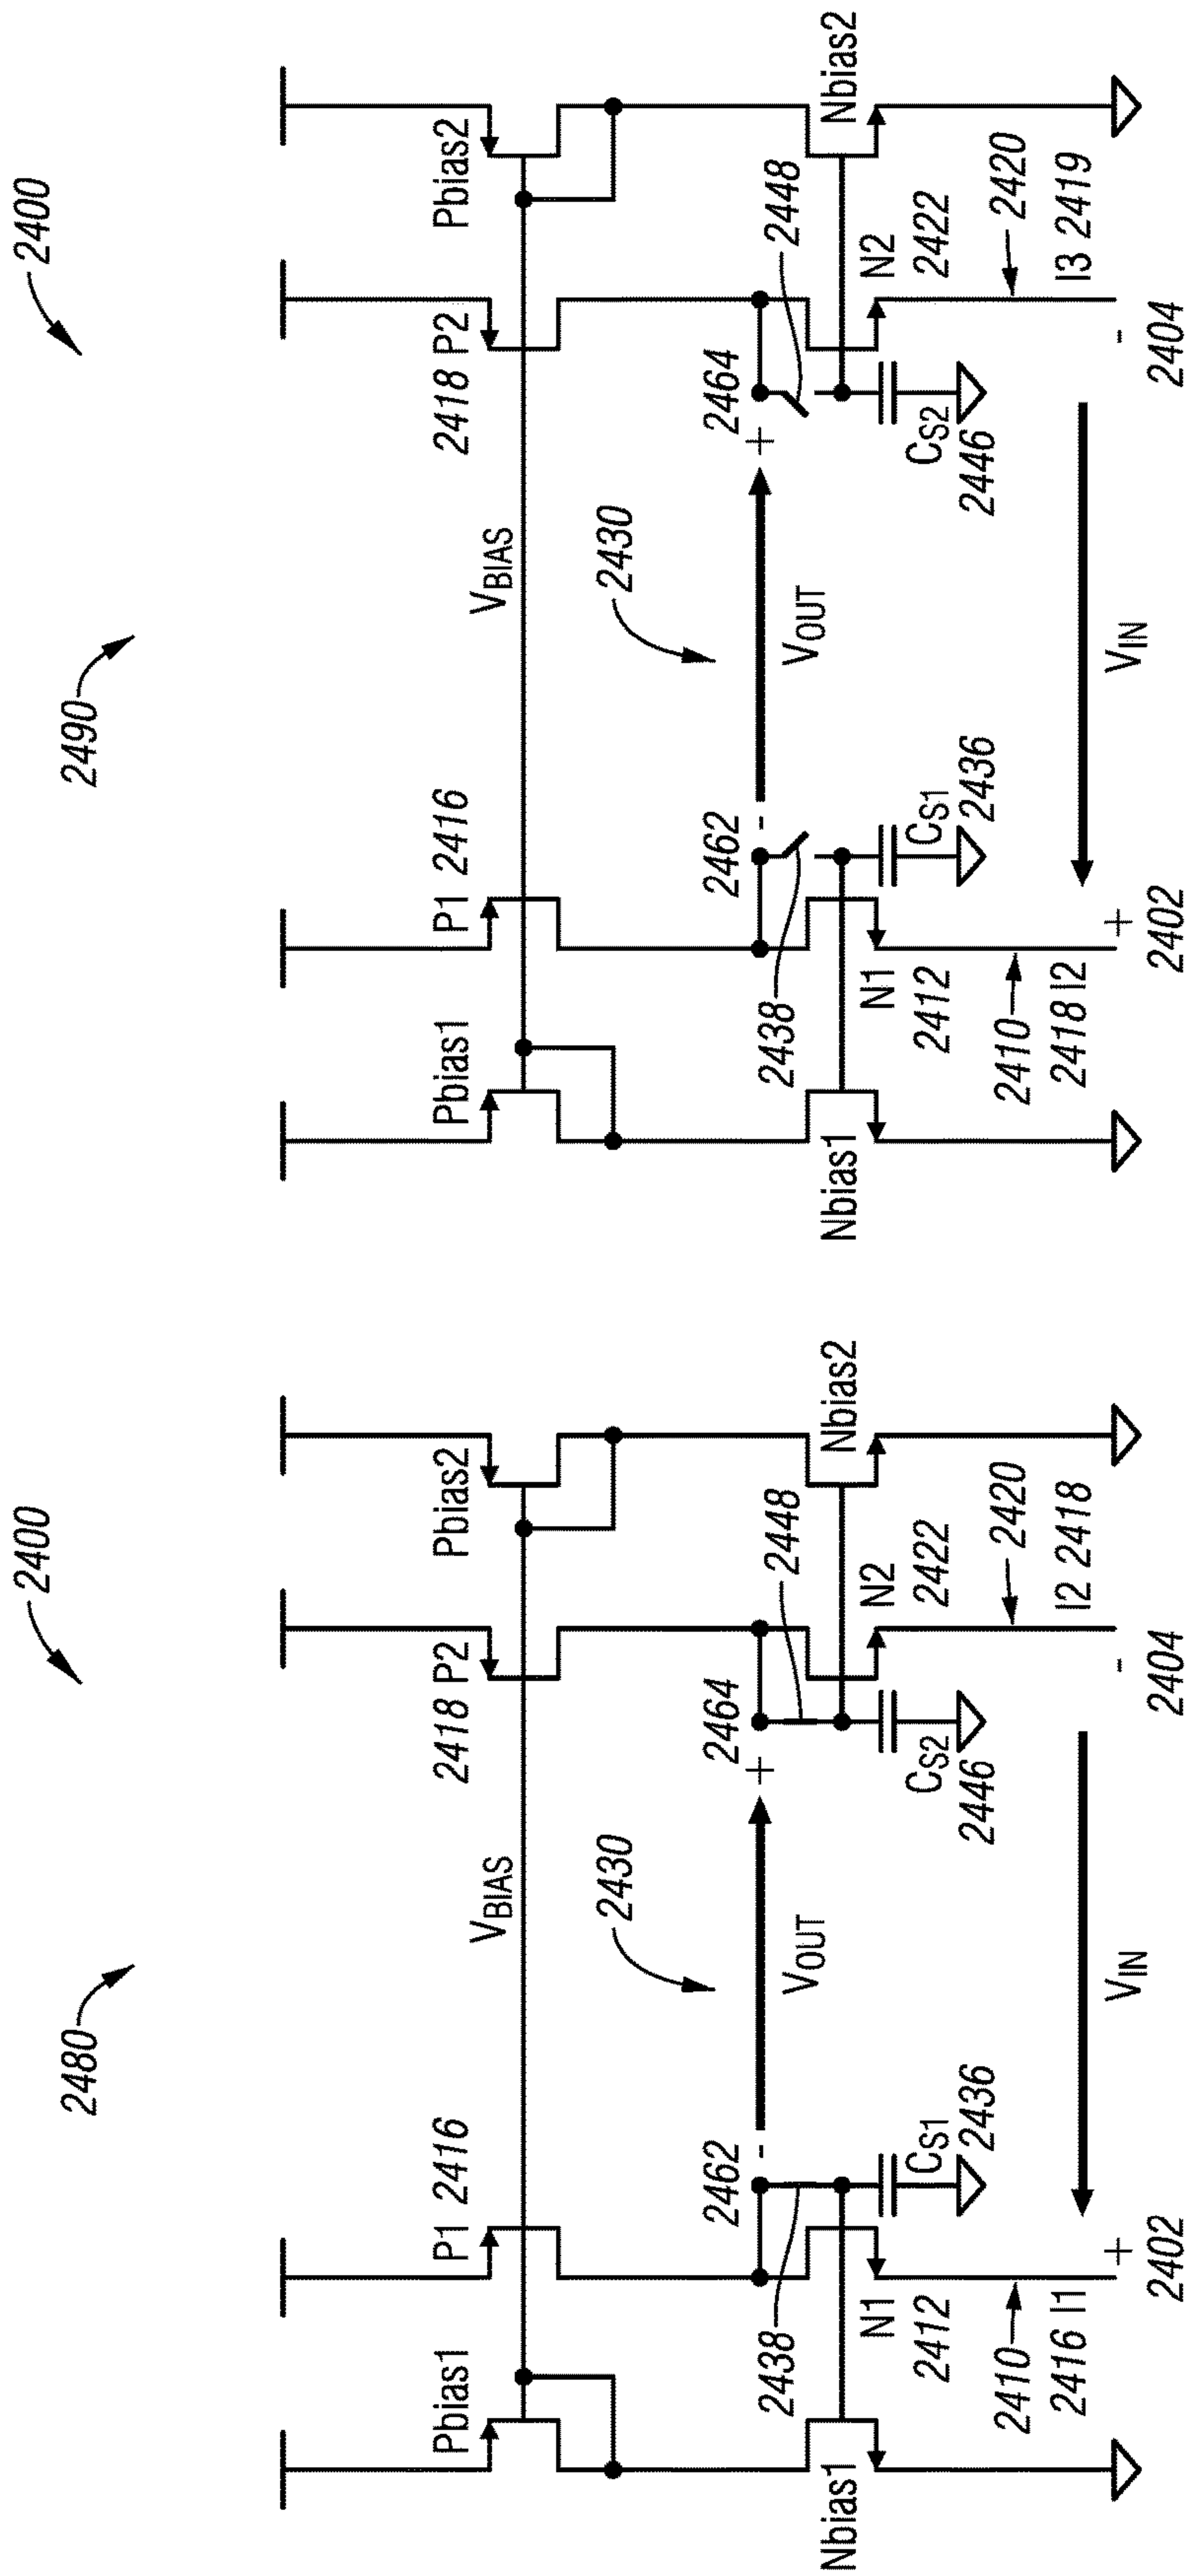 2480
2400
Pbias1
P1 2416
VBIAS
2418 P2
Pbias2
2430
2462
-
VOUT
+
2464
2438
2448
Nbias1
N1
2412
CS1
2436
CS2
2446
N2
2422
Nbias2
2410
2416 I1
2420
I2 2418
+
2402
VIN
-
2404
2490
2400
Pbias1
P1 2416
VBIAS
2418 P2
Pbias2
2430
2462
-
VOUT
+
2464
2438
2448
Nbias1
N1
2412
CS1
2436
CS2
2446
N2
2422
Nbias2
2410
2418 I2
2420
I3 2419
+
2402
VIN
-
2404